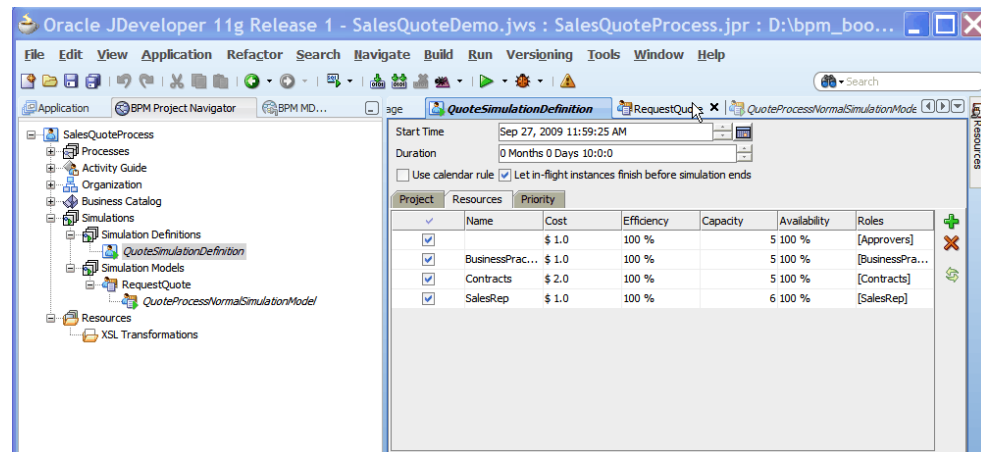 Oracle JDeveloper 11g Release 1 - SalesQuoteDemo.jws : SalesQuoteProcess.jpr : D:\bpm_boo...
File Edit View Application Refactor Search Navigate Build Run Versioning Tools Window Help
Search
Application BPM Project Navigator BPM MD...
age QuoteSimulationDefinition RequestQuo QuoteProcessNormalSimulationMode
Resources
SalesQuoteProcess
Processes
Activity Guide
Organization
Business Catalog
Simulations
Simulation Definitions
QuoteSimulationDefinition
Simulation Models
RequestQuote
QuoteProcessNormalSimulationModel
Resources
XSL Transformations
Start Time Sep 27, 2009 11:59:25 AM
Duration 0 Months 0 Days 10:0:0
Use calendar rule Let in-flight instances finish before simulation ends
Project Resources Priority
Name Cost Efficiency Capacity Availability Roles
$ 1.0 100 % 5 100 % [Approvers]
BusinessPrac... $ 1.0 100 % 5 100 % [BusinessPra...
Contracts $ 2.0 100 % 5 100 % [Contracts]
SalesRep $ 1.0 100 % 6 100 % [SalesRep]